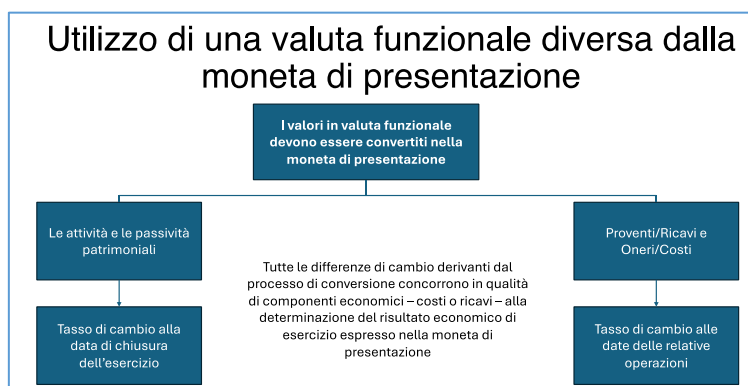 Utilizzo di una valuta funzionale diversa dalla
moneta di presentazione
I valori in valuta funzionale
devono essere convertiti nella
moneta di presentazione
Le attività e le passività
patrimoniali
Proventi/Ricavi e
Oneri/Costi
Tutte le differenze di cambio derivanti dal
processo di conversione concorrono in qualità
di componenti economici – costi o ricavi – alla
determinazione del risultato economico di
esercizio espresso nella moneta di
presentazione
Tasso di cambio alla
data di chiusura
dell’esercizio
Tasso di cambio alle
date delle relative
operazioni